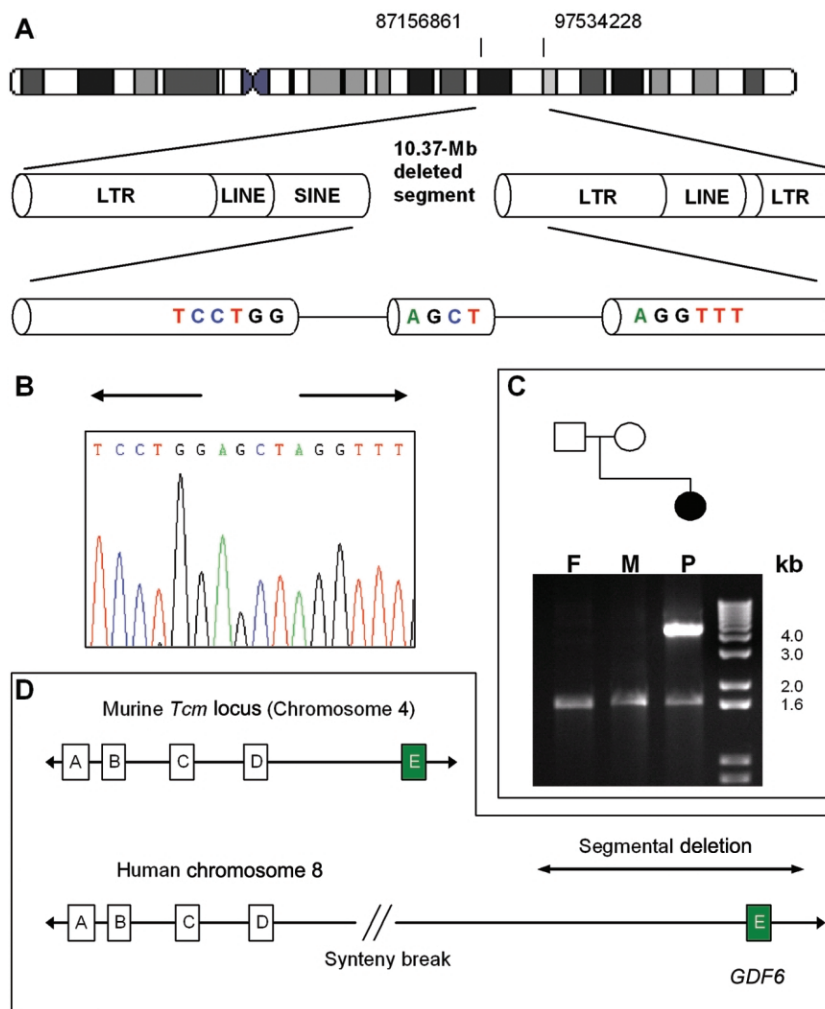 A
87156861 97534228
10.37-Mb
deleted
segment
LTR LINE SINE
LTR LINE LTR
TCCTGG AGCT AGGTTT
B
TCCTGGAGCTAGGTTT
C
F M P kb
4.0
3.0
2.0
1.6
D
Murine Tcm locus (Chromosome 4)
A B C D E
Segmental deletion
Human chromosome 8
A B C D E
Synteny break
GDF6